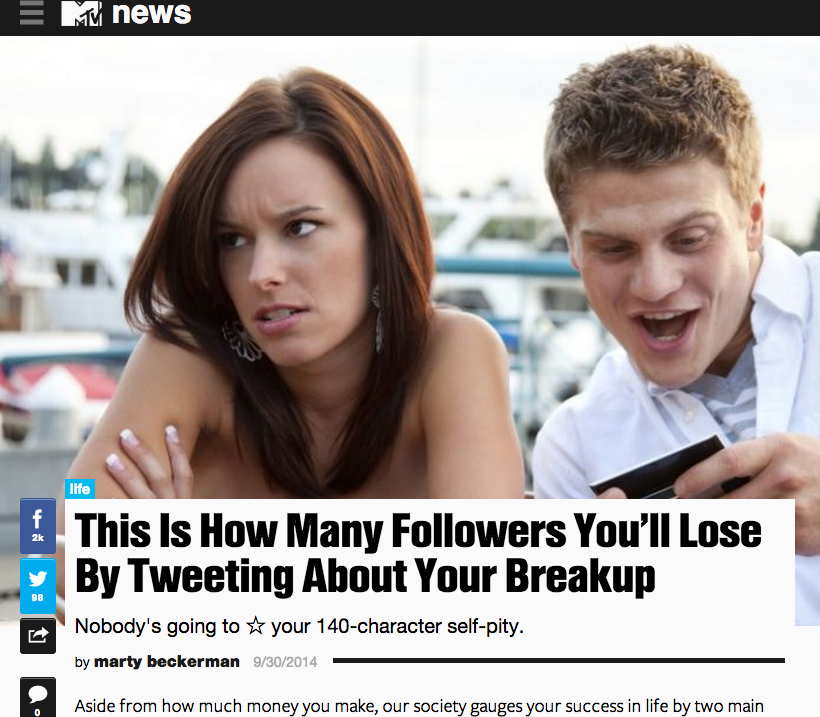 MTV news
life
This Is How Many Followers You'll Lose
By Tweeting About Your Breakup
Nobody's going to ☆ your 140-character self-pity.
by marty beckerman 9/30/2014
Aside from how much money you make, our society gauges your success in life by two main
f
2k
98
0